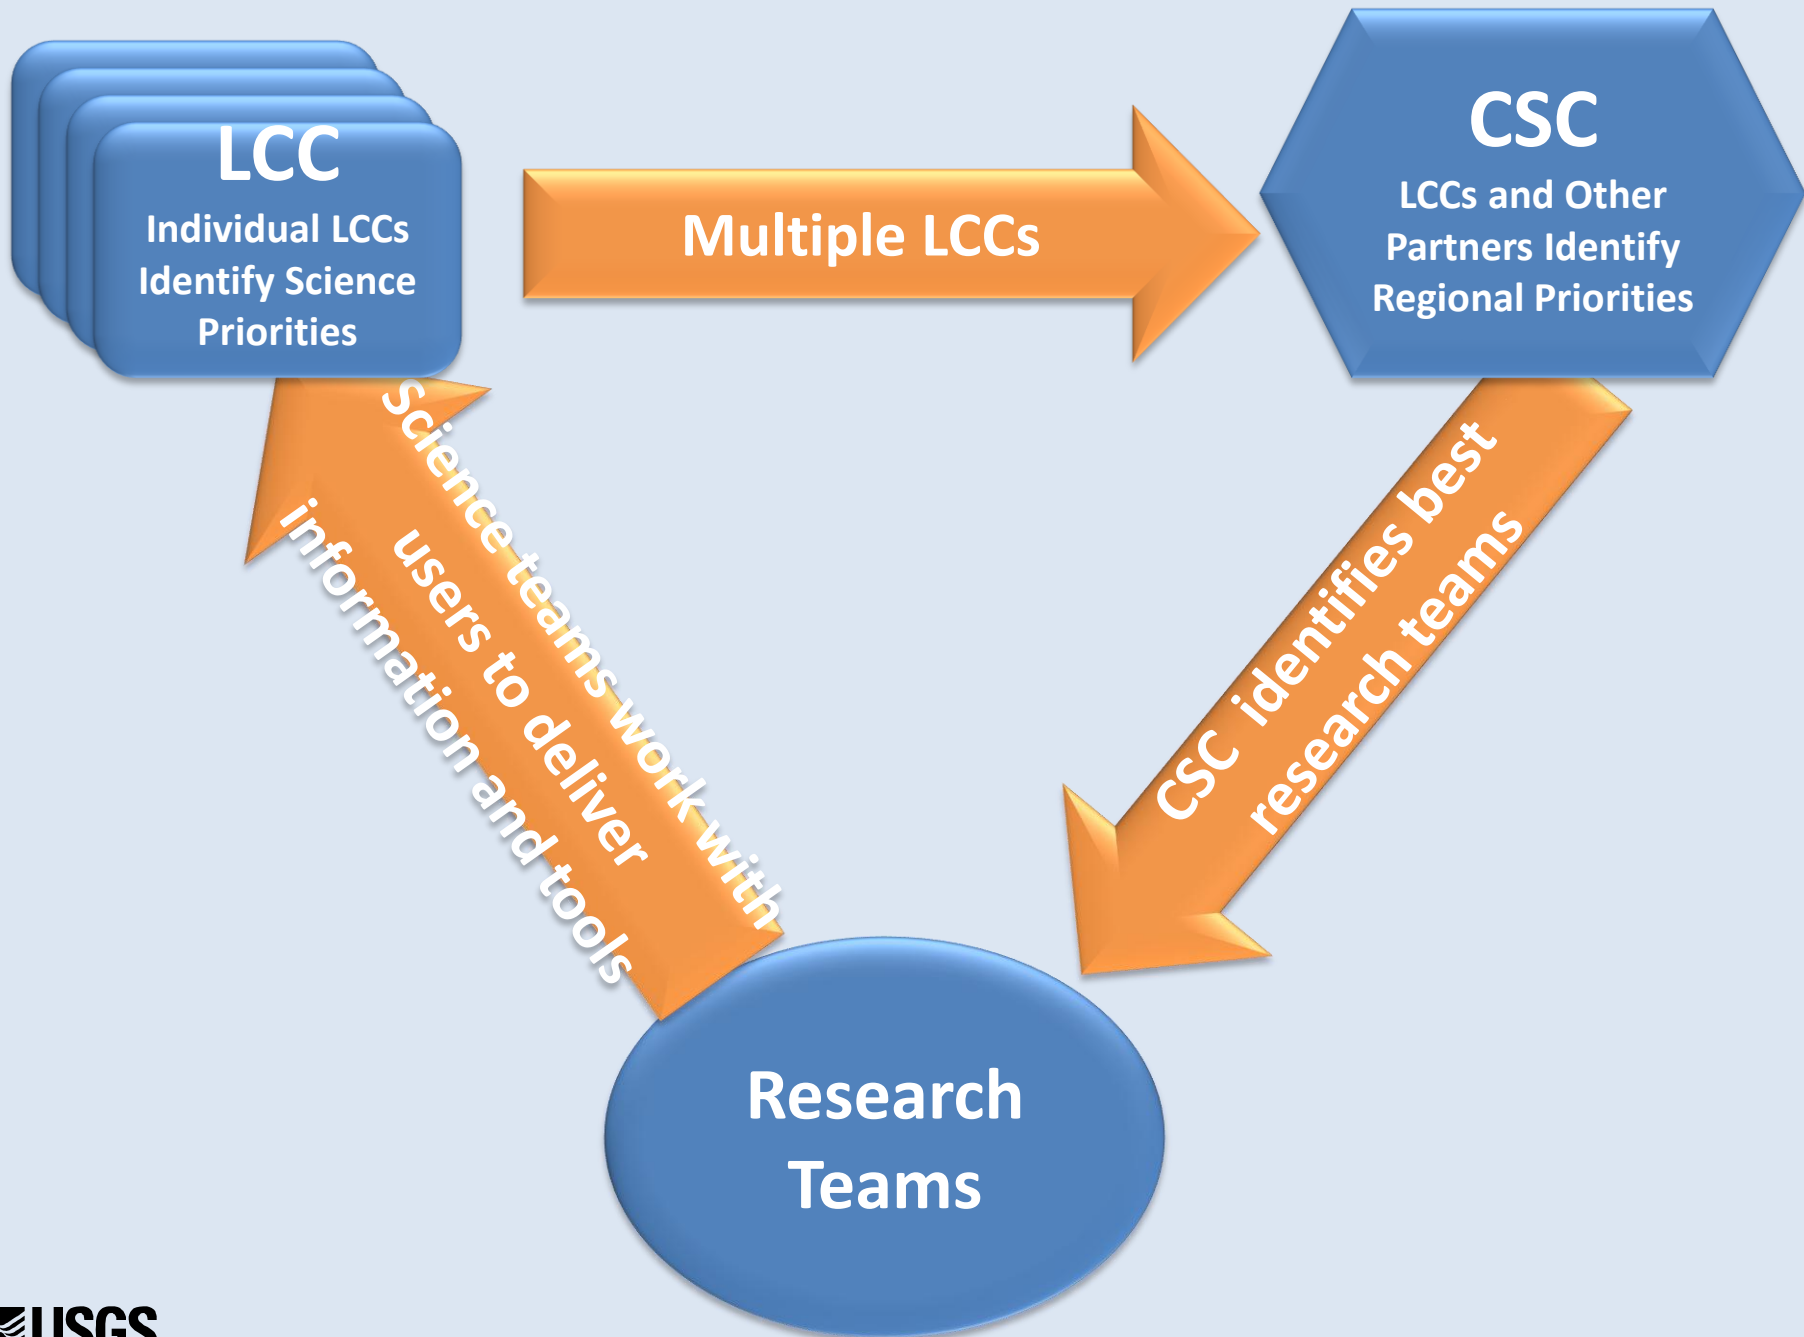 LCC
Individual LCCs
Identify Science
Priorities
Multiple LCCs
CSC
LCCs and Other
Partners Identify
Regional Priorities
CSC identifies best
research teams
Science teams work with
users to deliver
information and tools
Research
Teams
USGS